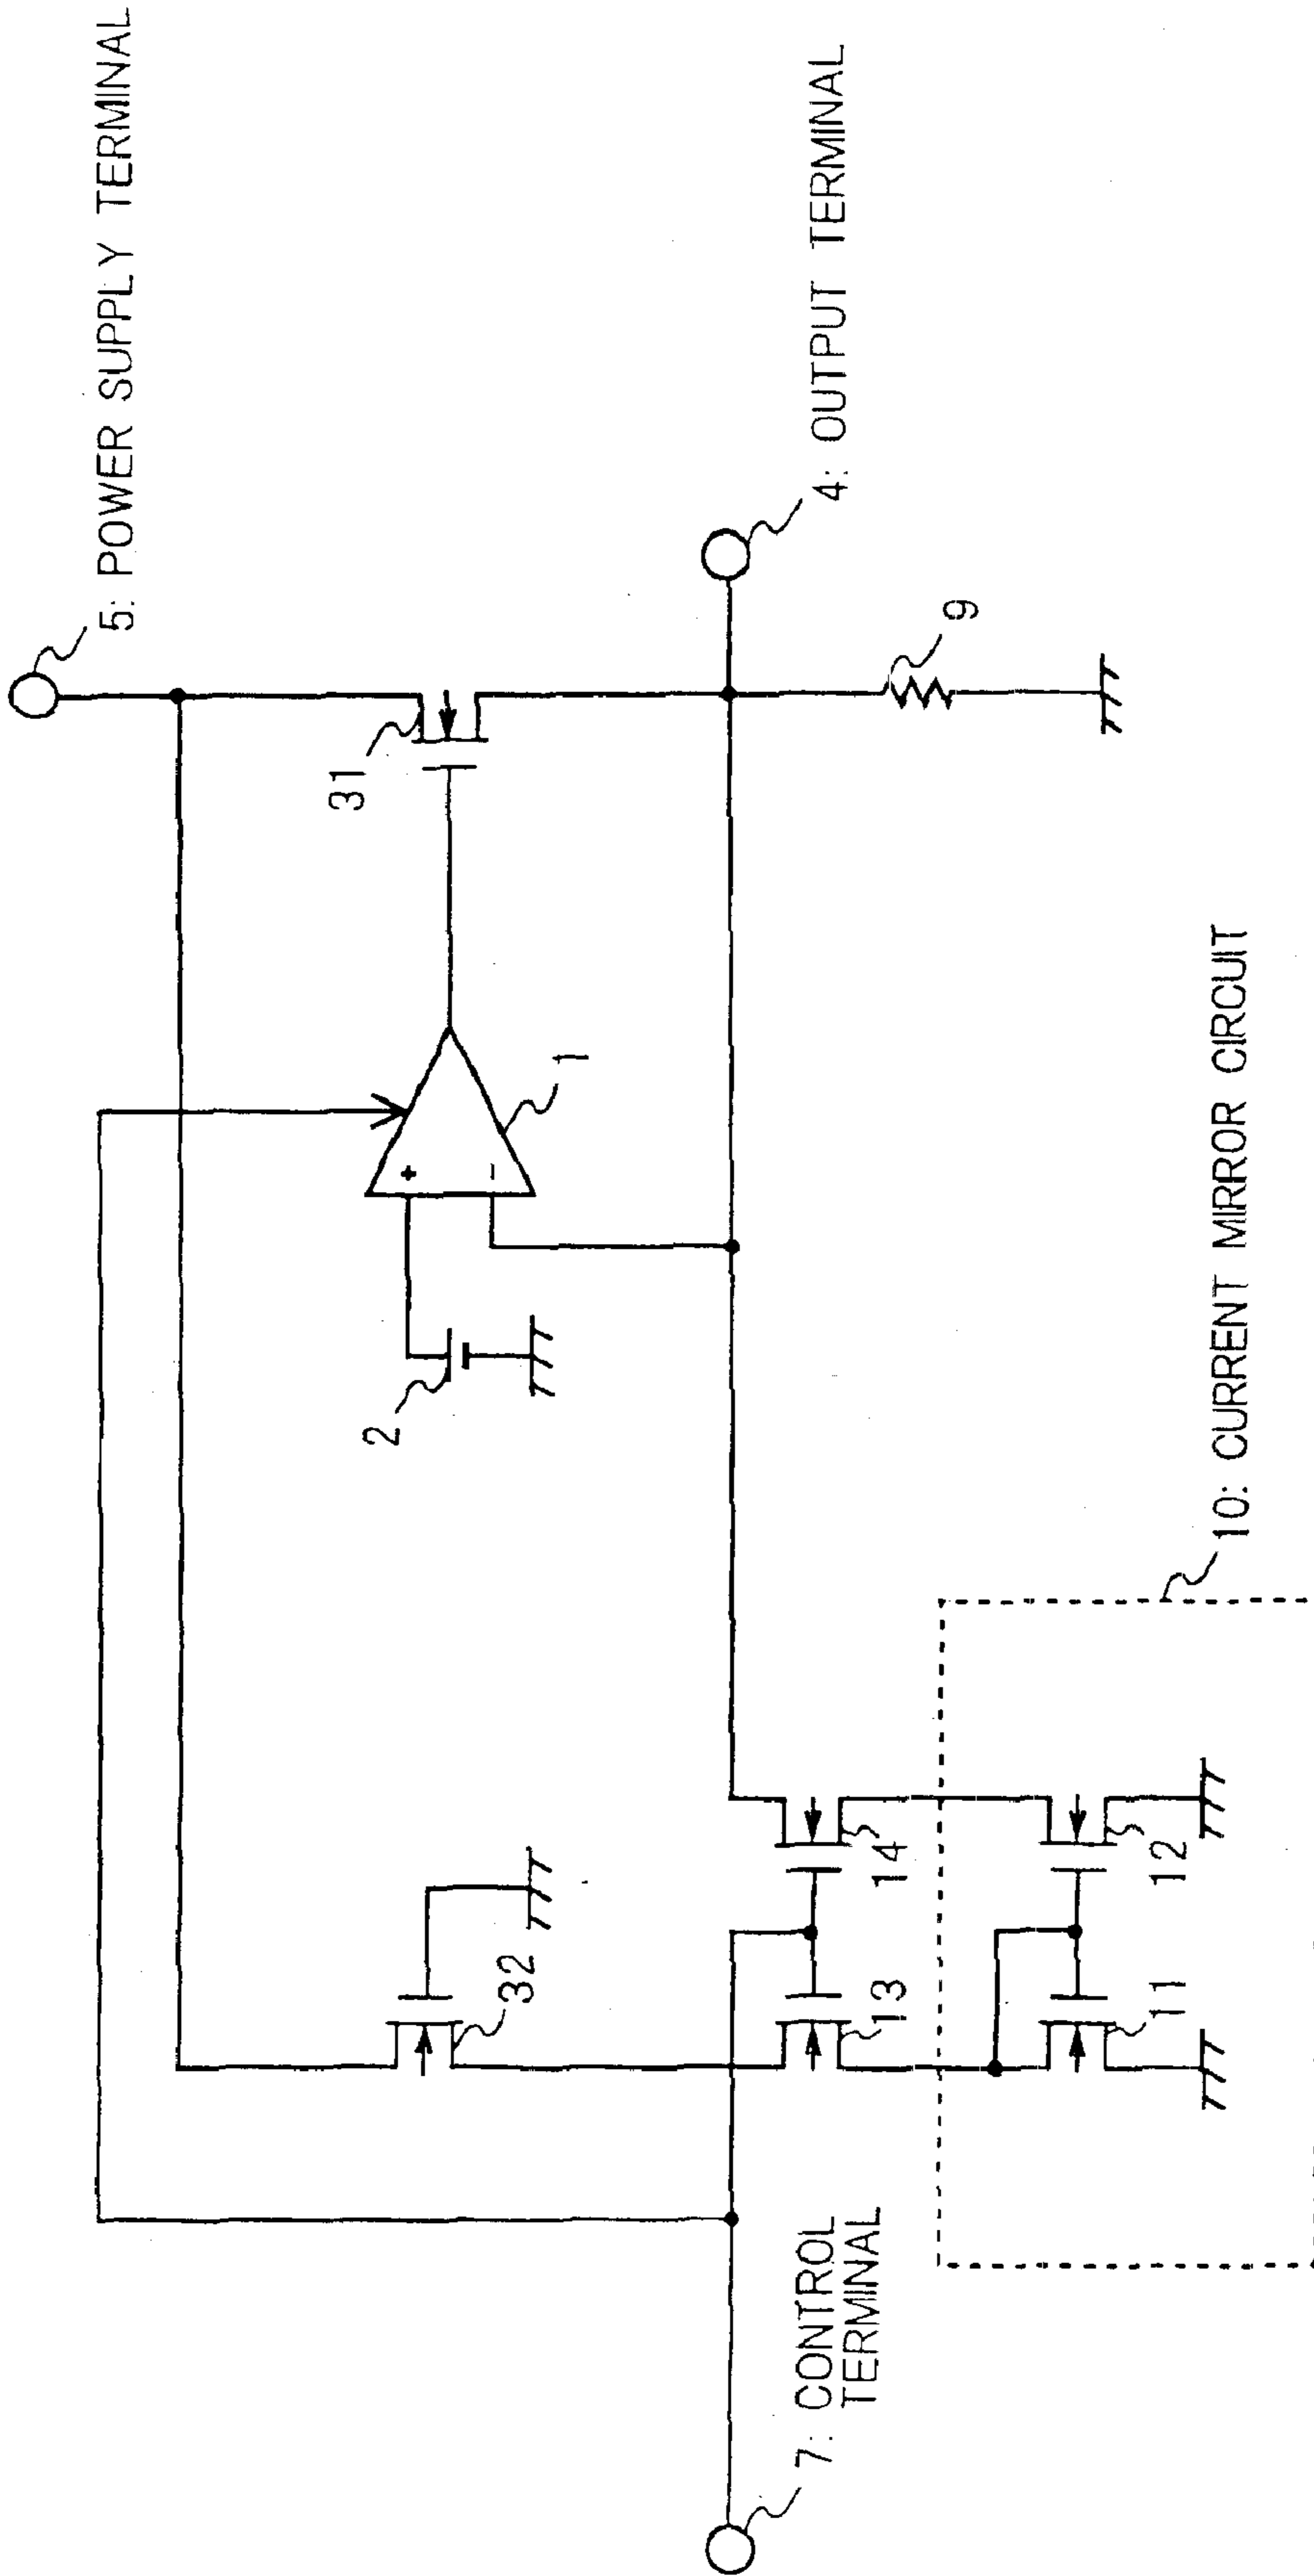 5: POWER SUPPLY TERMINAL
31
4: OUTPUT TERMINAL
9
1
+
-
2
10: CURRENT MIRROR CIRCUIT
32
14
12
13
11
7: CONTROL
TERMINAL